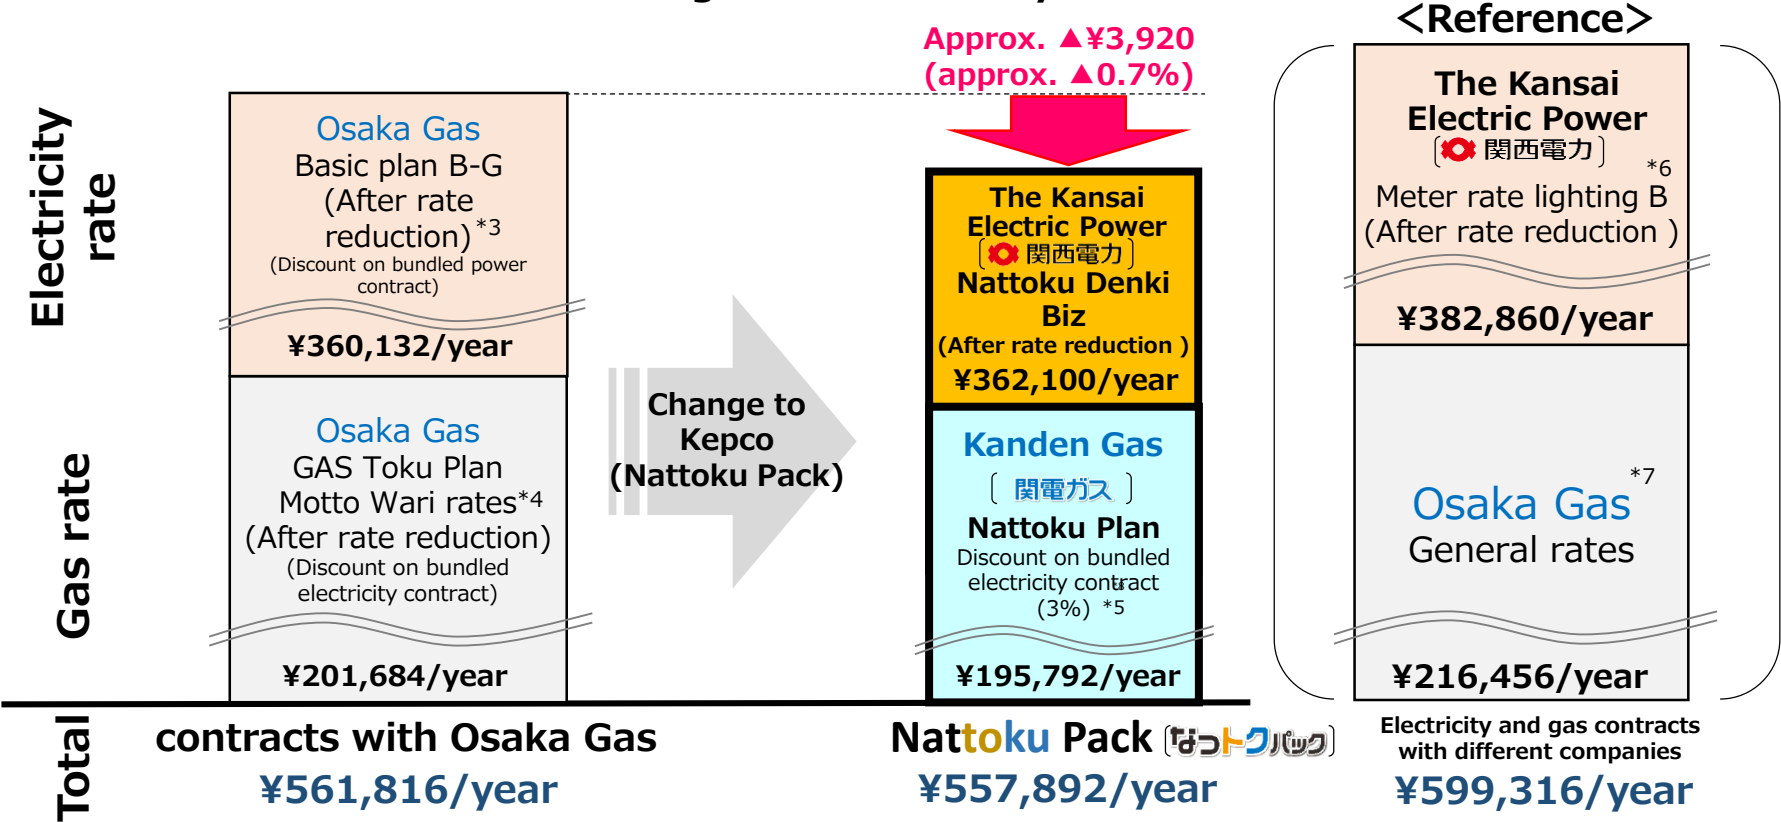 Approx. ▲¥3,920
(approx. ▲0.7%)
<Reference>
Electricity
rate
Osaka Gas
Basic plan B-G
(After rate
reduction)*3
(Discount on bundled power
contract)
¥360,132/year
The Kansai
Electric Power
〔関西電力〕
Nattoku Denki
Biz
(After rate reduction )
¥362,100/year
The Kansai
Electric Power
〔関西電力〕
*6
Meter rate lighting B
(After rate reduction )
¥382,860/year
Change to
Kepco
(Nattoku Pack)
Gas rate
Osaka Gas
GAS Toku Plan
Motto Wari rates*4
(After rate reduction)
(Discount on bundled
electricity contract)
¥201,684/year
Kanden Gas
〔関電ガス〕
Nattoku Plan
Discount on bundled
electricity contract
(3%) *5
¥195,792/year
*7
Osaka Gas
General rates
¥216,456/year
Total
contracts with Osaka Gas
¥561,816/year
Nattoku Pack〔なっトクパック〕
¥557,892/year
Electricity and gas contracts
with different companies
¥599,316/year